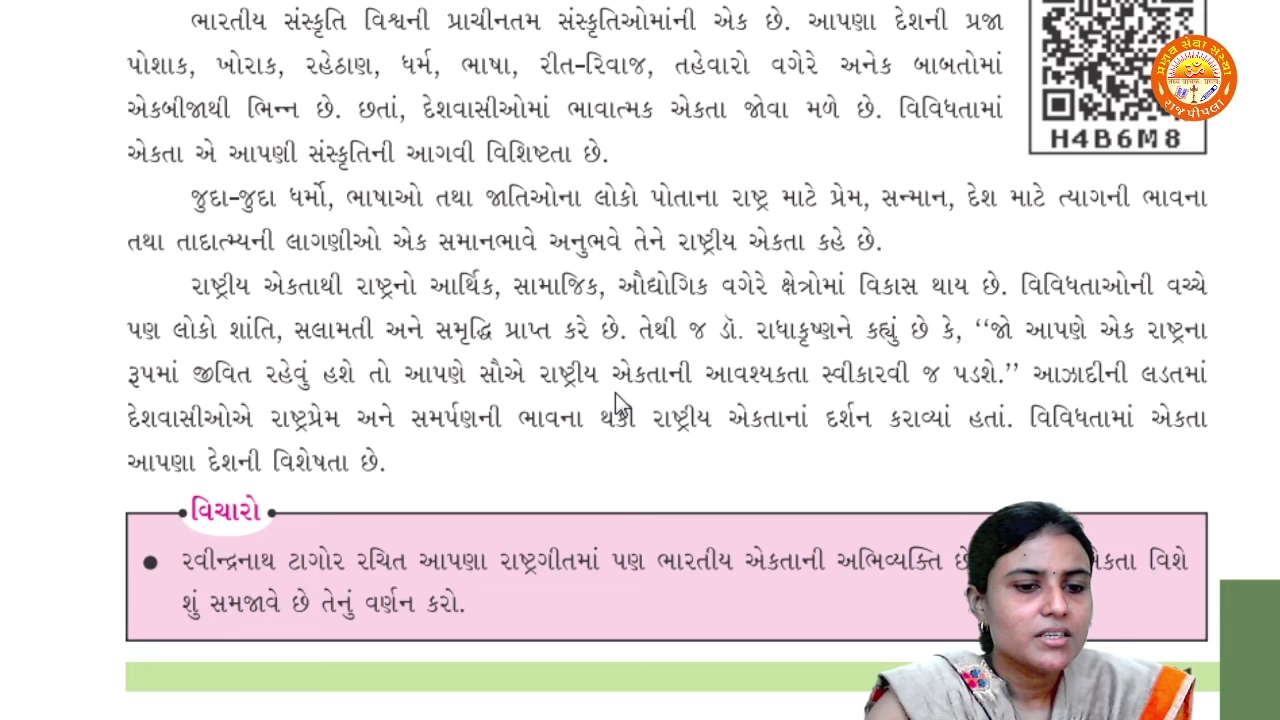 ભારતીય સંસ્કૃતિ વિશ્વની પ્રાચીનતમ સંસ્કૃતિઓમાંની એક છે. આપણા દેશની પ્રજા
પોશાક, ખોરાક, રહેઠાણ, ધર્મ, ભાષા, રીત-રિવાજ, તહેવારો વગેરે અનેક બાબતોમાં
એકબીજાથી ભિન્ન છે. છતાં, દેશવાસીઓમાં ભાવાત્મક એકતા જોવા મળે છે. વિવિધતામાં
એકતા એ આપણી સંસ્કૃતિની આગવી વિશિષ્ટતા છે.
H4B6M8
પ્રણવ સેવા સંસ્થા
રાજપીપલા
જુદા-જુદા ધર્મો, ભાષાઓ તથા જાતિઓના લોકો પોતાના રાષ્ટ્ર માટે પ્રેમ, સન્માન, દેશ માટે ત્યાગની ભાવના
તથા તાદાત્મ્યની લાગણીઓ એક સમાનભાવે અનુભવે તેને રાષ્ટ્રીય એકતા કહે છે.
રાષ્ટ્રીય એકતાથી રાષ્ટ્રનો આર્થિક, સામાજિક, ઔદ્યોગિક વગેરે ક્ષેત્રોમાં વિકાસ થાય છે. વિવિધતાઓની વચ્ચે
પણ લોકો શાંતિ, સલામતી અને સમૃદ્ધિ પ્રાપ્ત કરે છે. તેથી જ ડૉ. રાધાકૃષ્ણને કહ્યું છે કે, ‘‘જો આપણે એક રાષ્ટ્રના
રૂપમાં જીવિત રહેવું હશે તો આપણે સૌએ રાષ્ટ્રીય એકતાની આવશ્યકતા સ્વીકારવી જ પડશે.’’ આઝાદીની લડતમાં
દેશવાસીઓએ રાષ્ટ્રપ્રેમ અને સમર્પણની ભાવના થકી રાષ્ટ્રીય એકતાનાં દર્શન કરાવ્યાં હતાં. વિવિધતામાં એકતા
આપણા દેશની વિશેષતા છે.
વિચારો
● રવીન્દ્રનાથ ટાગોર રચિત આપણા રાષ્ટ્રગીતમાં પણ ભારતીય એકતાની અભિવ્યક્તિ છે એકતા વિશે
શું સમજાવે છે તેનું વર્ણન કરો.